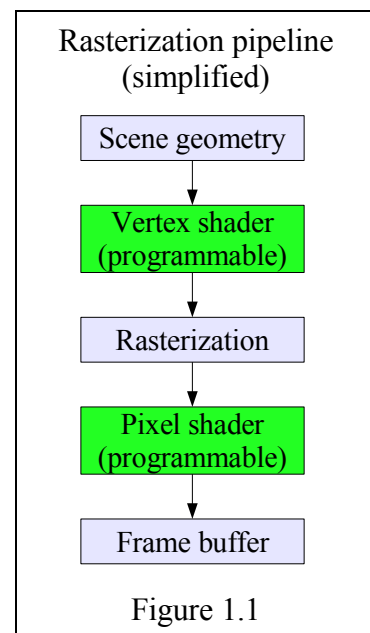 Rasterization pipeline
(simplified)
Scene geometry
Vertex shader
(programmable)
Rasterization
Pixel shader
(programmable)
Frame buffer
Figure 1.1